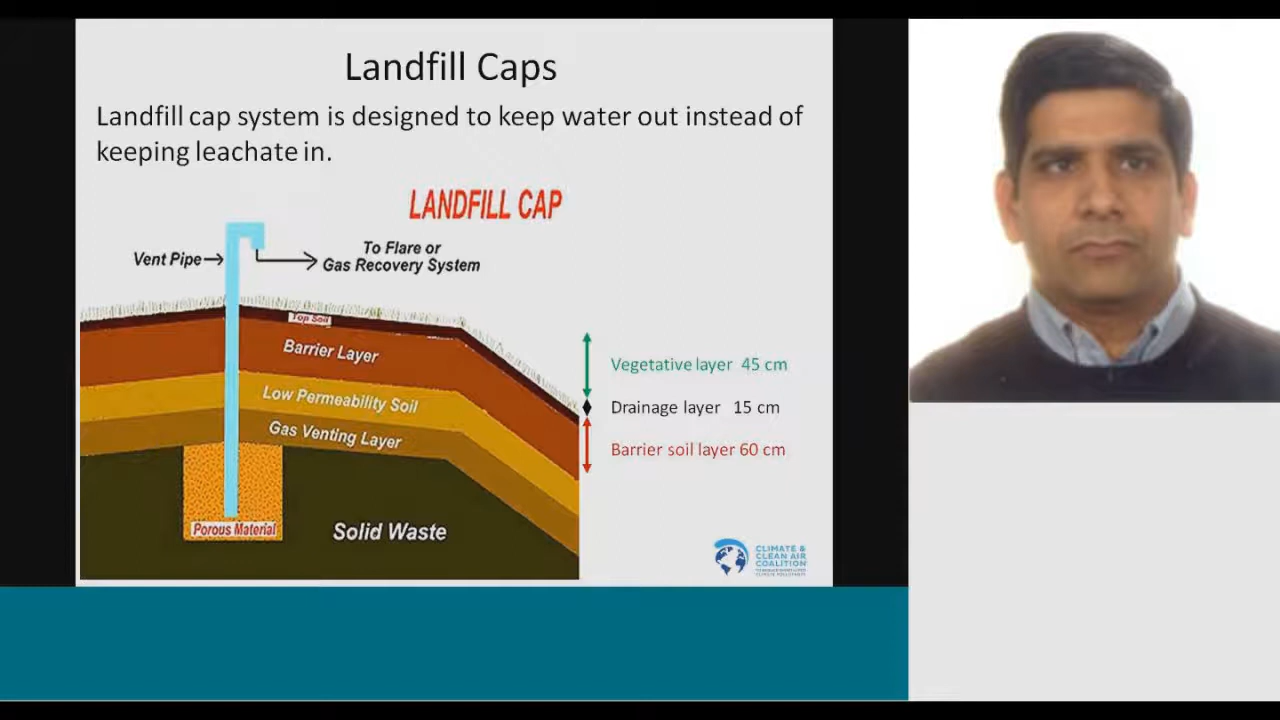 Landfill Caps
Landfill cap system is designed to keep water out instead of
keeping leachate in.
LANDFILL CAP
Vent Pipe
To Flare or
Gas Recovery System
Top Soil
Barrier Layer
Low Permeability Soil
Gas Venting Layer
Porous Material
Solid Waste
Vegetative layer 45 cm
Drainage layer 15 cm
Barrier soil layer 60 cm
CLIMATE &
CLEAN AIR
COALITION